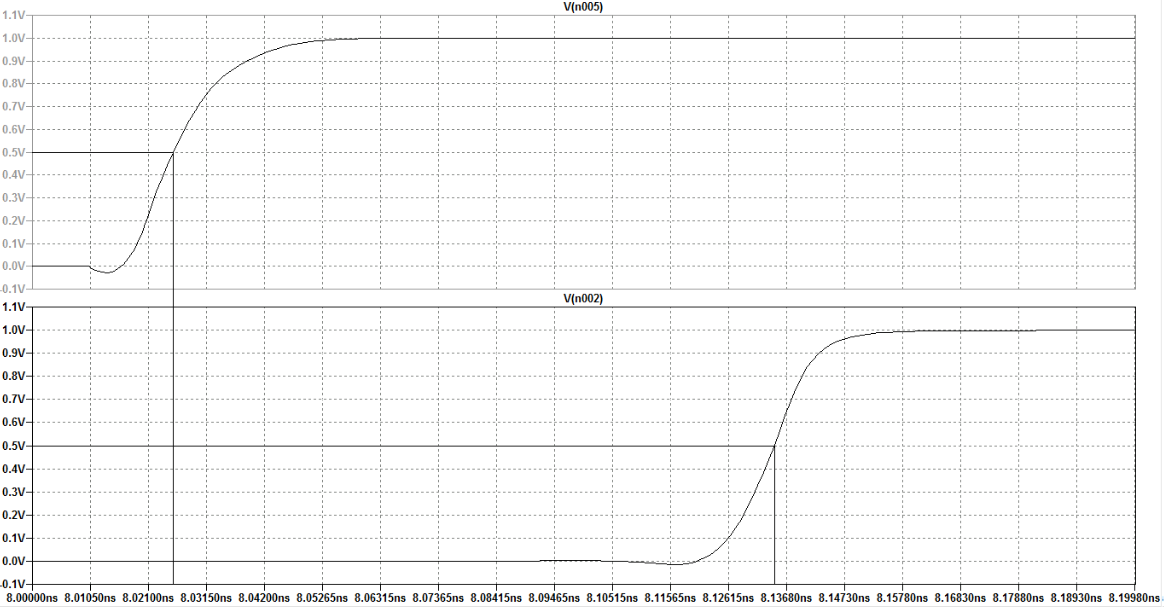 V(n005)
1.1V
1.0V
0.9V
0.8V
0.7V
0.6V
0.5V
0.4V
0.3V
0.2V
0.1V
0.0V
-0.1V
V(n002)
1.1V
1.0V
0.9V
0.8V
0.7V
0.6V
0.5V
0.4V
0.3V
0.2V
0.1V
0.0V
-0.1V
8.00000ns 8.01050ns 8.02100ns 8.03150ns 8.04200ns 8.05265ns 8.06315ns 8.07365ns 8.08415ns 8.09465ns 8.10515ns 8.11565ns 8.12615ns 8.13680ns 8.14730ns 8.15780ns 8.16830ns 8.17880ns 8.18930ns 8.19980ns